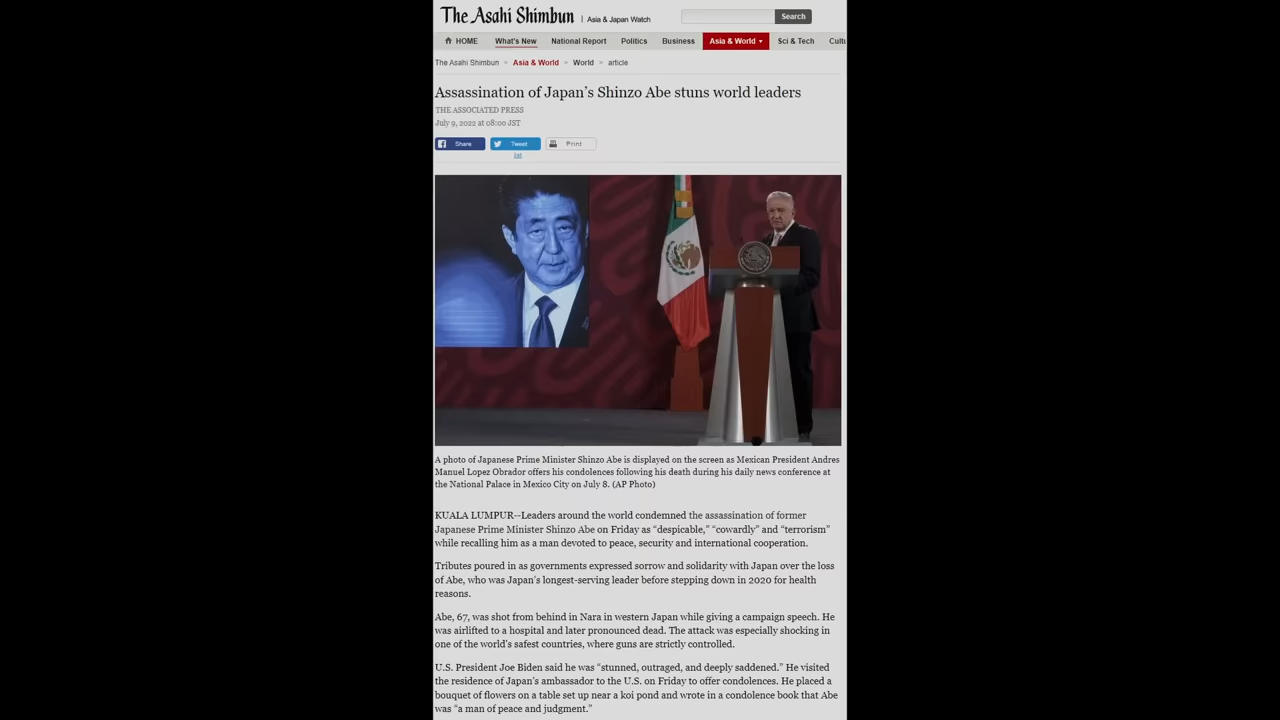 The Asahi Shimbun | Asia & Japan Watch
Search
HOME What's New National Report Politics Business Asia & World Sci & Tech Cultu
The Asahi Shimbun » Asia & World » World » article
Assassination of Japan's Shinzo Abe stuns world leaders
THE ASSOCIATED PRESS
July 9, 2022 at 08:00 JST
Share Tweet Print
list
A photo of Japanese Prime Minister Shinzo Abe is displayed on the screen as Mexican President Andres
Manuel Lopez Obrador offers his condolences following his death during his daily news conference at
the National Palace in Mexico City on July 8. (AP Photo)
KUALA LUMPUR--Leaders around the world condemned the assassination of former
Japanese Prime Minister Shinzo Abe on Friday as “despicable,” “cowardly” and “terrorism”
while recalling him as a man devoted to peace, security and international cooperation.
Tributes poured in as governments expressed sorrow and solidarity with Japan over the loss
of Abe, who was Japan’s longest-serving leader before stepping down in 2020 for health
reasons.
Abe, 67, was shot from behind in Nara in western Japan while giving a campaign speech. He
was airlifted to a hospital and later pronounced dead. The attack was especially shocking in
one of the world’s safest countries, where guns are strictly controlled.
U.S. President Joe Biden said he was “stunned, outraged, and deeply saddened.” He visited
the residence of Japan’s ambassador to the U.S. on Friday to offer condolences. He placed a
bouquet of flowers on a table set up near a koi pond and wrote in a condolence book that Abe
was “a man of peace and judgment.”